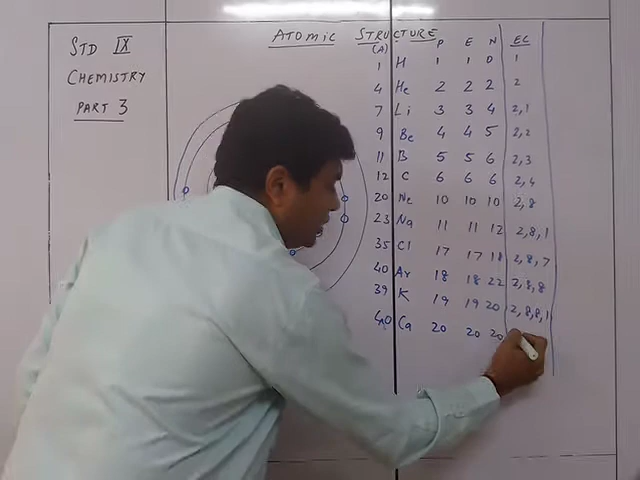 STD IX
CHEMISTRY
PART 3
ATOMIC STRUCTURE
(A) P E N EC
1 H 1 1 0 1
4 He 2 2 2 2
7 Li 3 3 4 2,1
9 Be 4 4 5 2,2
11 B 5 5 6 2,3
12 C 6 6 6 2,4
20 Ne 10 10 10 2,8
23 Na 11 11 12 2,8,1
35 Cl 17 17 18 2,8,7
40 Ar 18 18 22 2,8,8
39 K 19 19 20 2,8,8,1
40 Ca 20 20 20